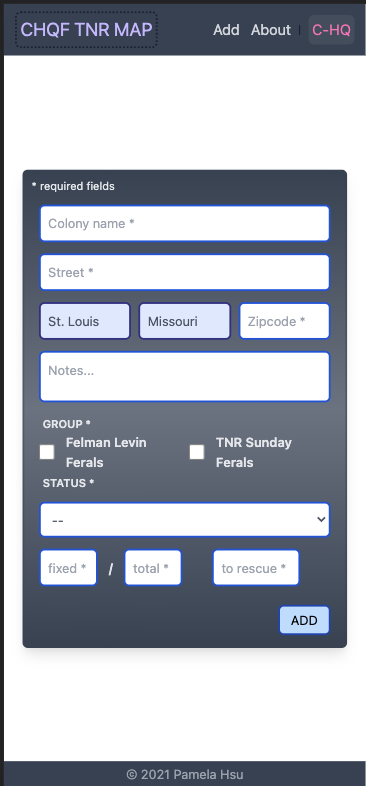 CHQF TNR MAP Add About | C-HQ
* required fields
Colony name *
Street *
St. Louis Missouri Zipcode *
Notes...
GROUP *
Felman Levin Ferals
TNR Sunday Ferals
STATUS *
--
fixed * / total * to rescue *
ADD
© 2021 Pamela Hsu